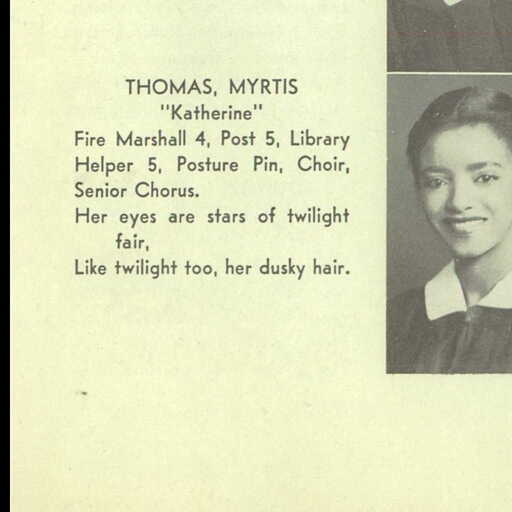 THOMAS, MYRTIS
"Katherine"
Fire Marshall 4, Post 5, Library
Helper 5, Posture Pin, Choir,
Senior Chorus.
Her eyes are stars of twilight
fair,
Like twilight too, her dusky hair.